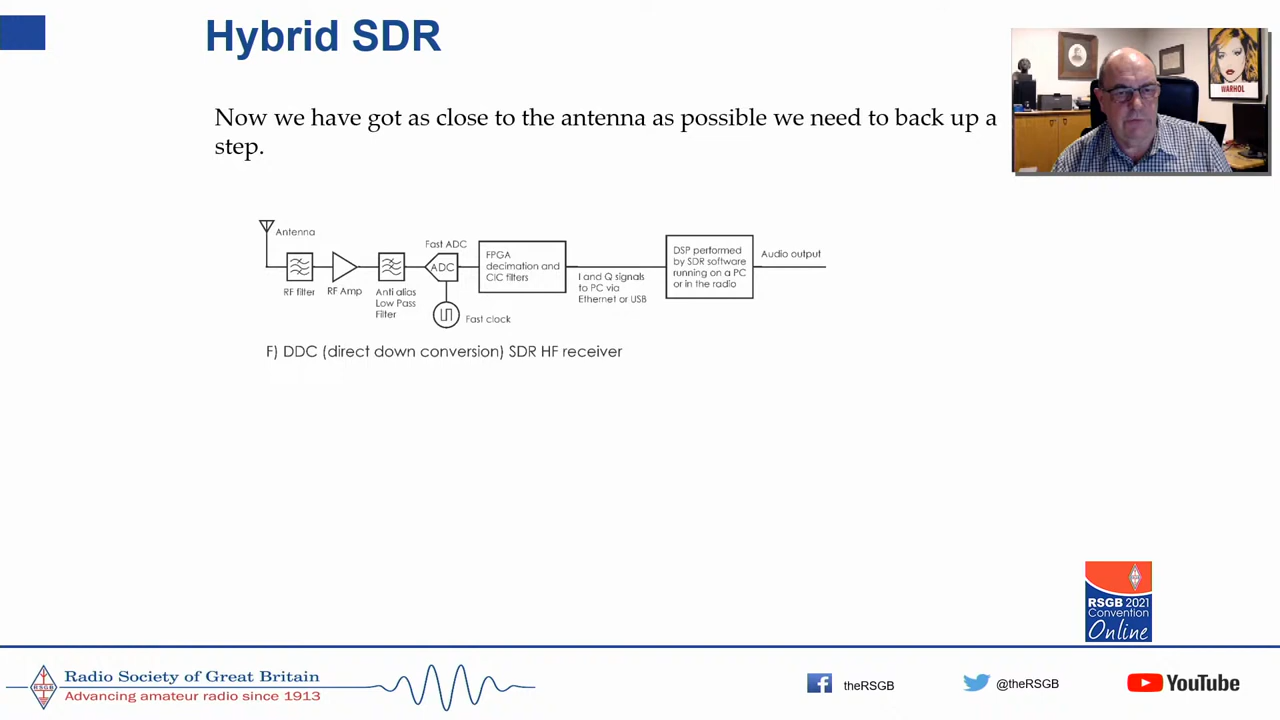 Hybrid SDR
Now we have got as close to the antenna as possible we need to back up a
step.
WARHOL
Antenna
RF filter
RF Amp
Anti alias
Low Pass
Filter
Fast ADC
ADC
Fast clock
FPGA
decimation and
CIC filters
I and Q signals
to PC via
Ethernet or USB
DSP performed
by SDR software
running on a PC
or in the radio
Audio output
F) DDC (direct down conversion) SDR HF receiver
RSGB 2021
Convention
Online
RSGB
Radio Society of Great Britain
Advancing amateur radio since 1913
theRSGB
@theRSGB
YouTube